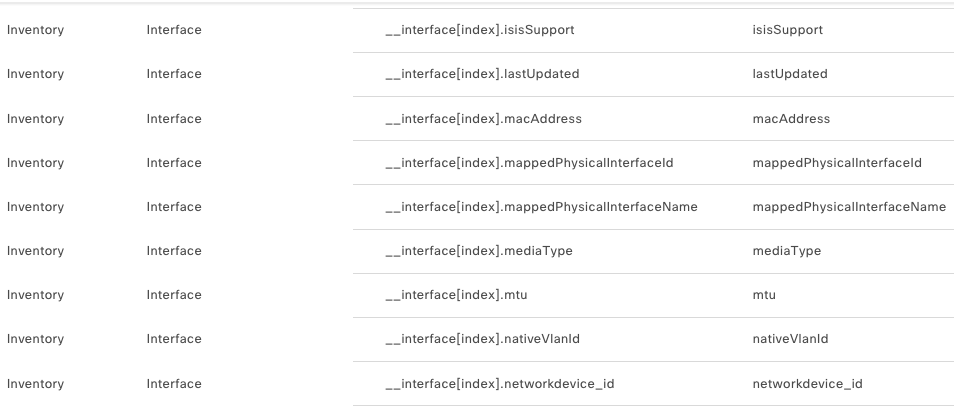 Inventory Interface __interface[index].isisSupport isisSupport
Inventory Interface __interface[index].lastUpdated lastUpdated
Inventory Interface __interface[index].macAddress macAddress
Inventory Interface __interface[index].mappedPhysicalInterfaceId mappedPhysicalInterfaceId
Inventory Interface __interface[index].mappedPhysicalInterfaceName mappedPhysicalInterfaceName
Inventory Interface __interface[index].mediaType mediaType
Inventory Interface __interface[index].mtu mtu
Inventory Interface __interface[index].nativeVlanId nativeVlanId
Inventory Interface __interface[index].networkdevice_id networkdevice_id